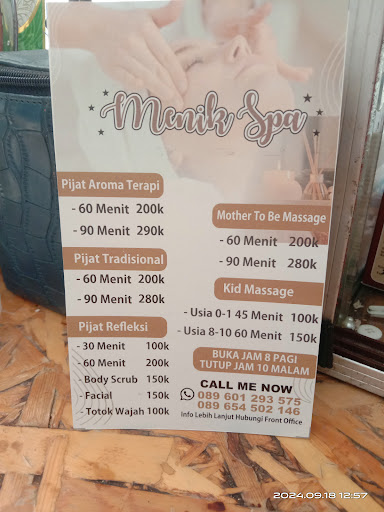 Menik Spa
Pijat Aroma Terapi
- 60 Menit 200k
- 90 Menit 290k
Pijat Tradisional
- 60 Menit 200k
- 90 Menit 280k
Pijat Refleksi
- 30 Menit 100k
- 60 Menit 200k
- Body Scrub 150k
- Facial 150k
- Totok Wajah 100k
Mother To Be Massage
- 60 Menit 200k
- 90 Menit 280k
Kid Massage
- Usia 0-1 45 Menit 100k
- Usia 8-10 60 Menit 150k
BUKA JAM 8 PAGI
TUTUP JAM 10 MALAM
CALL ME NOW
089 601 293 575
089 654 502 146
Info Lebih Lanjut Hubungi Front Office
2024.09.18 12:57